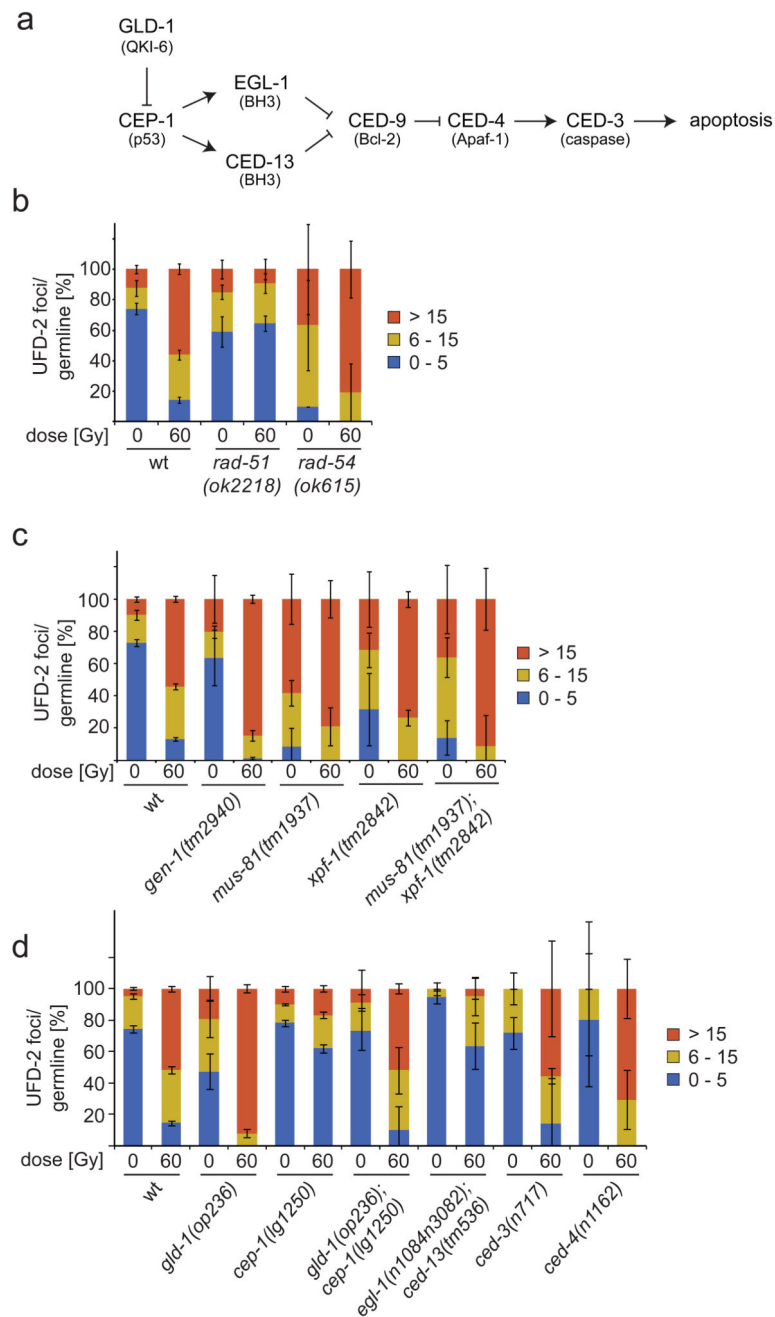 a
GLD-1
(QKI-6)
EGL-1
(BH3)
CEP-1
(p53)
CED-9
(Bcl-2)
CED-4
(Apaf-1)
CED-3
(caspase)
apoptosis
CED-13
(BH3)
b
UFD-2 foci/
germline [%]
100
80
60
40
20
> 15
6 - 15
0 - 5
dose [Gy] 0 60 0 60 0 60
wt rad-51 rad-54
(ok2218) (ok615)
c
UFD-2 foci/
germline [%]
100
80
60
40
20
> 15
6 - 15
0 - 5
dose [Gy] 0 60 0 60 0 60 0 60 0 60
wt
gen-1(tm2940)
mus-81(tm1937)
xpf-1(tm2842)
mus-81(tm1937);
xpf-1(tm2842)
d
UFD-2 foci/
germline [%]
100
80
60
40
20
> 15
6 - 15
0 - 5
dose [Gy] 0 60 0 60 0 60 0 60 0 60 0 60 0 60
wt
gld-1(op236)
cep-1(lg1250)
gld-1(op236);
cep-1(lg1250)
egl-1(n1084n3082);
ced-13(tm536)
ced-3(n717)
ced-4(n1162)